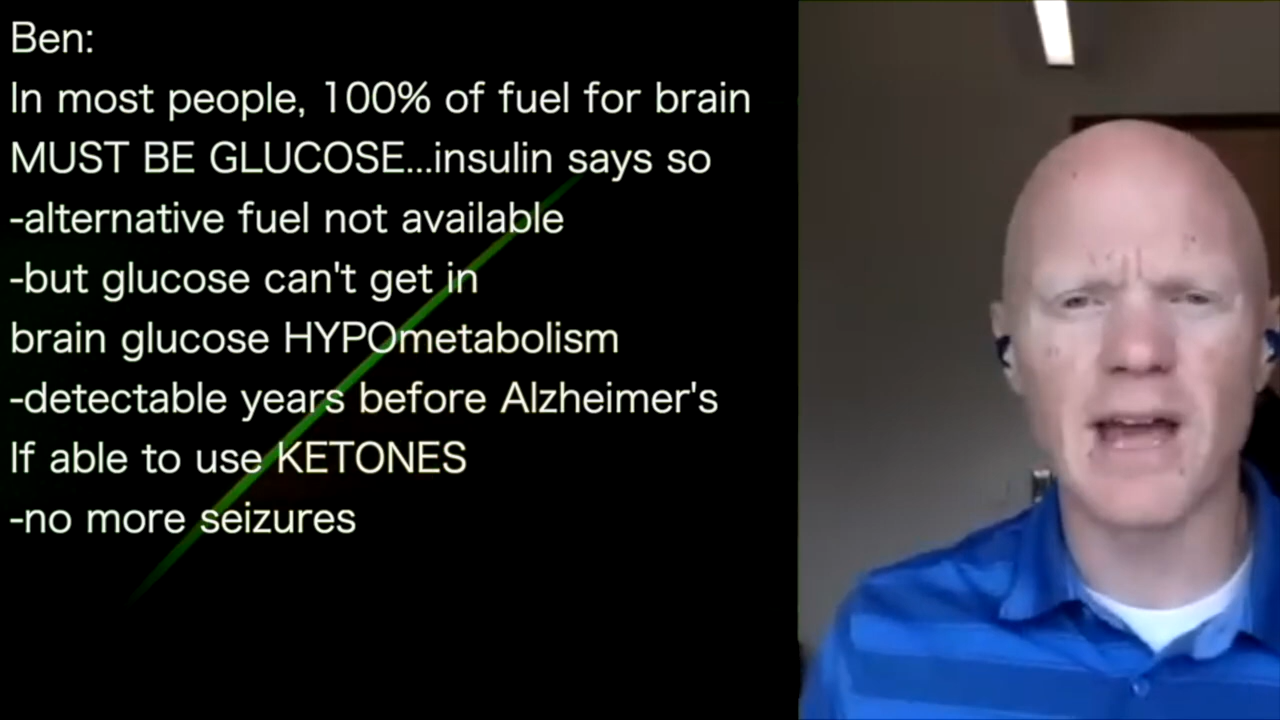 Ben:
In most people, 100% of fuel for brain
MUST BE GLUCOSE...insulin says so
-alternative fuel not available
-but glucose can't get in
brain glucose HYPOmetabolism
-detectable years before Alzheimer's
If able to use KETONES
-no more seizures